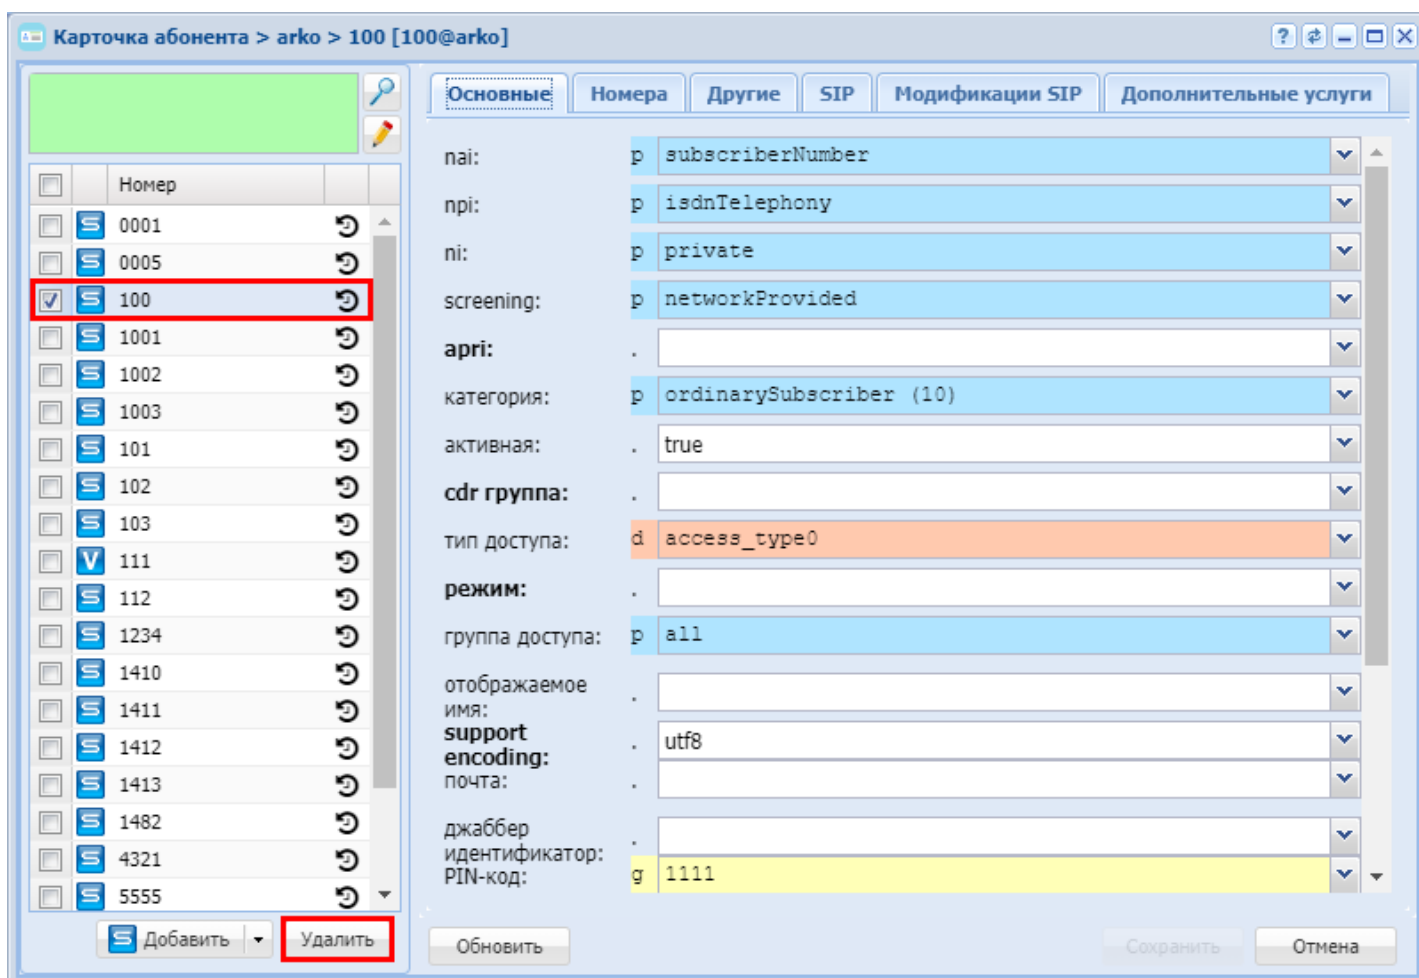 Карточка абонента > arko > 100 [100@arko]
Основные Номера Другие SIP Модификации SIP Дополнительные услуги
Номер
S 0001
S 0005
S 100
S 1001
S 1002
S 1003
S 101
S 102
S 103
V 111
S 112
S 1234
S 1410
S 1411
S 1412
S 1413
S 1482
S 4321
S 5555
S Добавить Удалить
nai: p subscriberNumber
npi: p isdnTelephony
ni: p private
screening: p networkProvided
apri: .
категория: p ordinarySubscriber (10)
активная: . true
cdr группа: .
тип доступа: d access_type0
режим: .
группа доступа: p all
отображаемое
имя: .
support
encoding: . utf8
почта: .
джаббер
идентификатор: .
PIN-код: g 1111
Обновить Сохранить Отмена